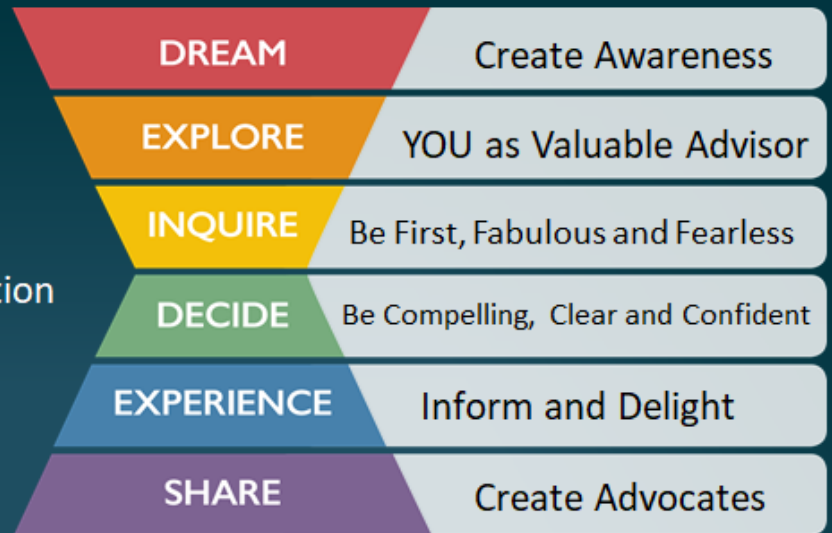 DREAM Create Awareness
EXPLORE YOU as Valuable Advisor
INQUIRE Be First, Fabulous and Fearless
DECIDE Be Compelling, Clear and Confident
EXPERIENCE Inform and Delight
SHARE Create Advocates